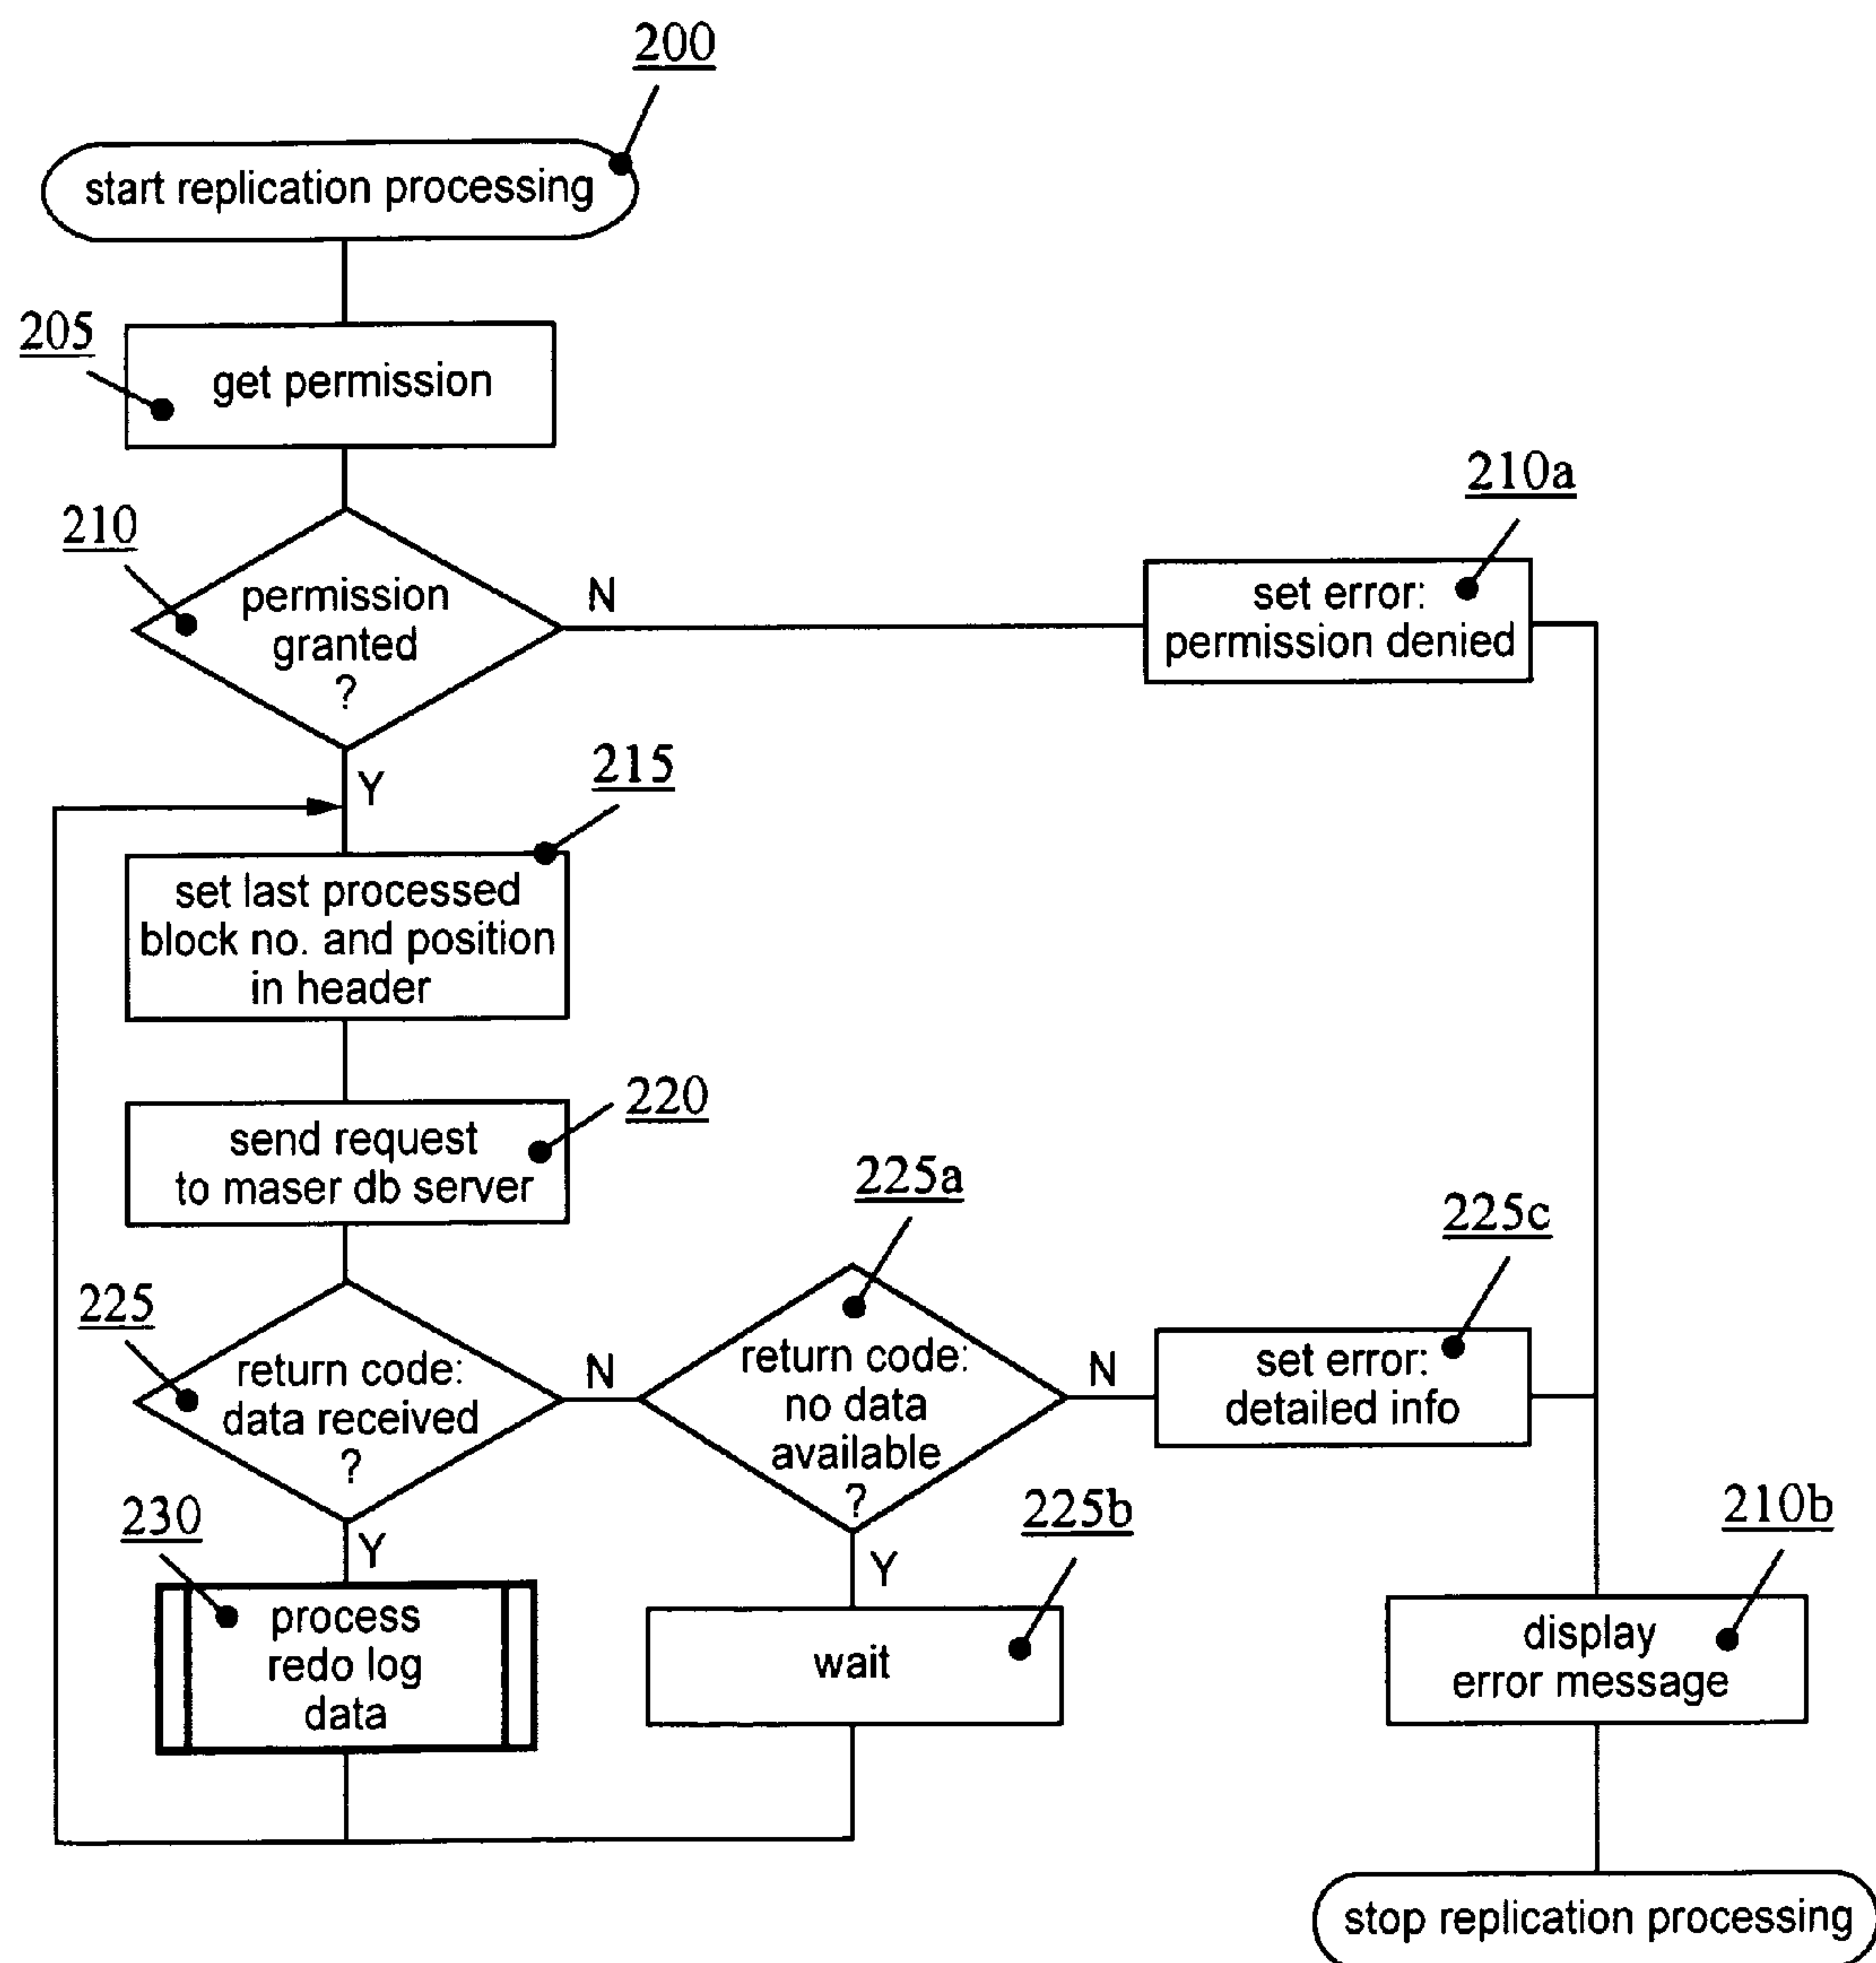 200
start replication processing
205
get permission
210
permission
granted
?
N
210a
set error:
permission denied
Y
215
set last processed
block no. and position
in header
220
send request
to maser db server
225
return code:
data received
?
N
225a
return code:
no data
available
?
N
225c
set error:
detailed info
230
Y
process
redo log
data
Y
225b
wait
210b
display
error message
stop replication processing